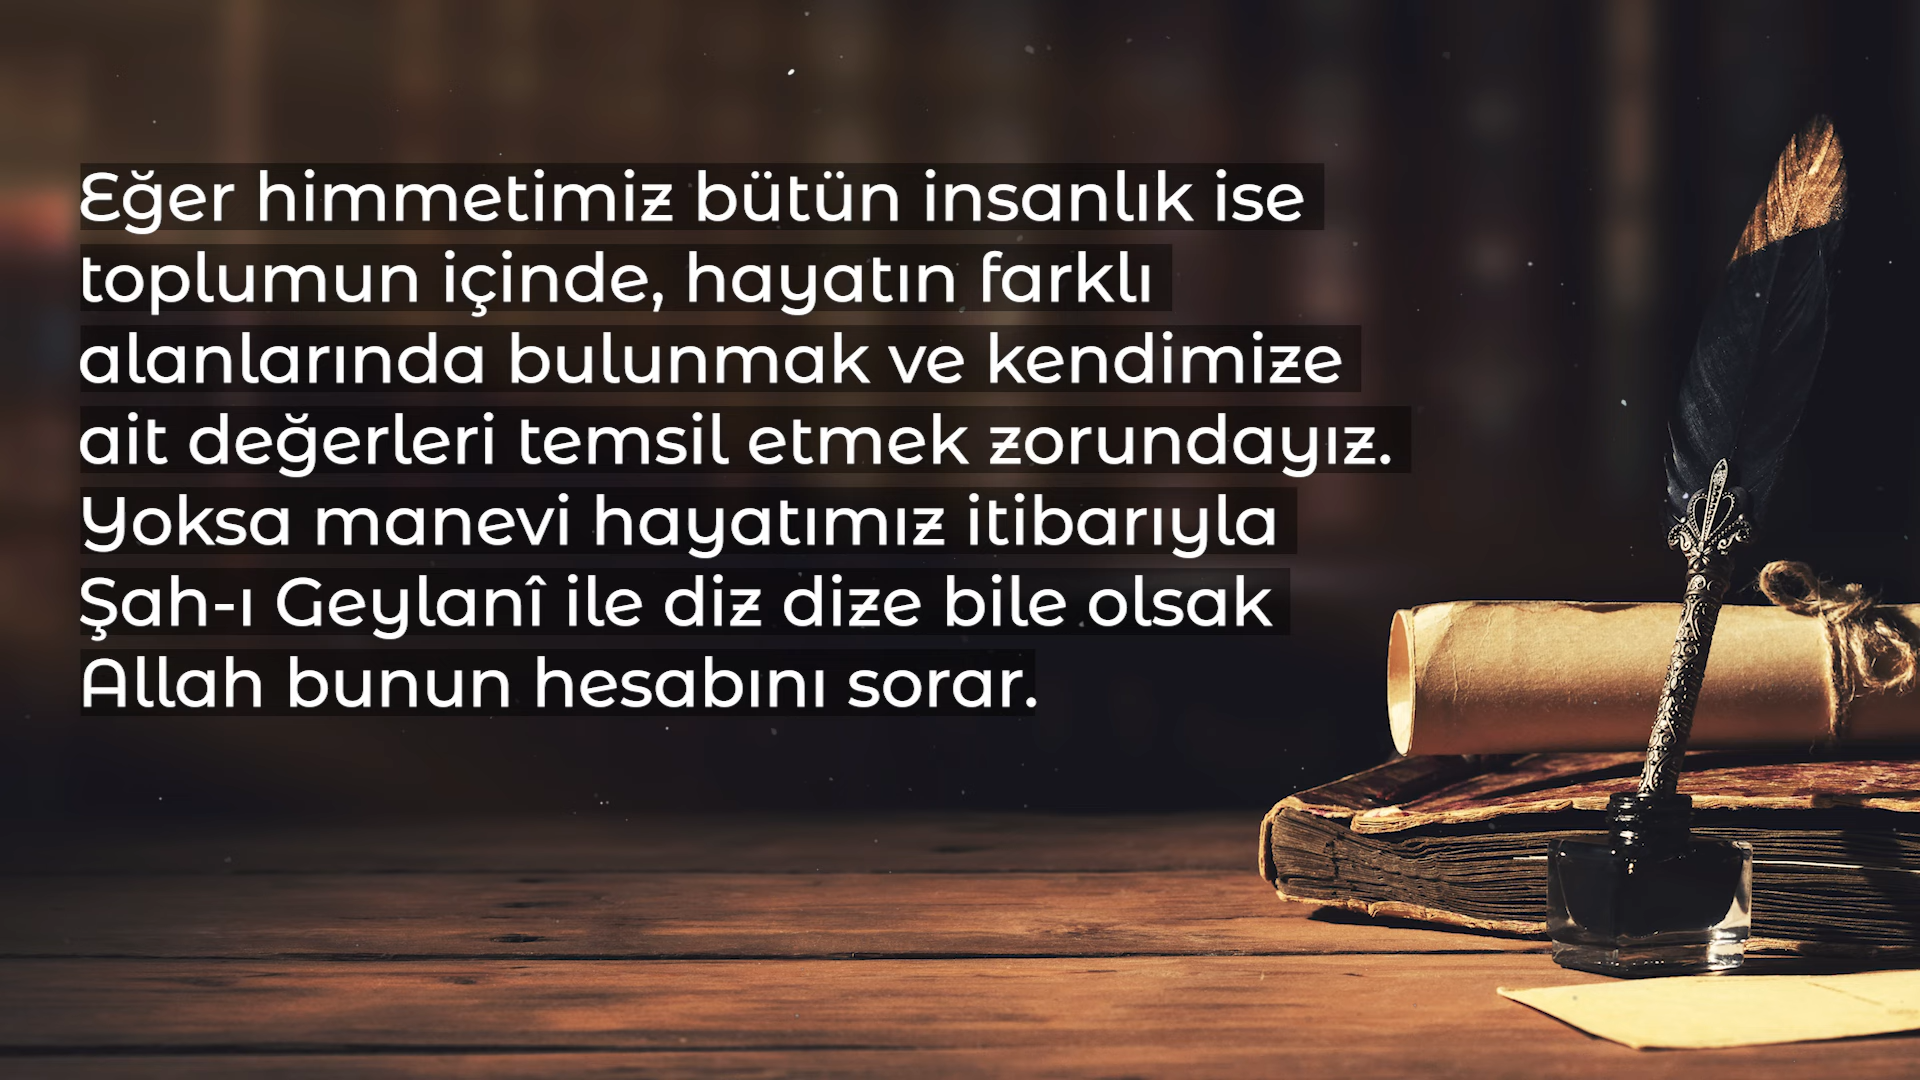 Eğer himmetimiz bütün insanlık ise
toplumun içinde, hayatın farklı
alanlarında bulunmak ve kendimize
ait değerleri temsil etmek zorundayız.
Yoksa manevi hayatımız itibarıyla
Şah-ı Geylanî ile diz dize bile olsak
Allah bunun hesabını sorar.